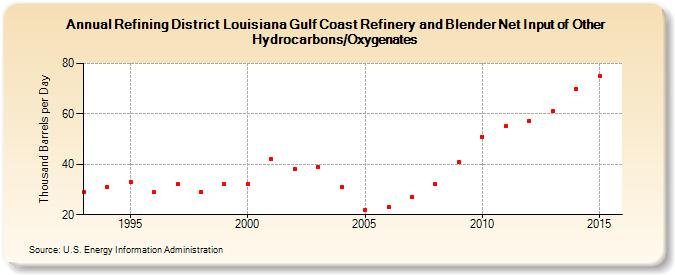 Annual Refining District Louisiana Gulf Coast Refinery and Blender Net Input of Other
Hydrocarbons/Oxygenates
Thousand Barrels per Day
80
60
40
20
1995
2000
2005
2010
2015
Source: U.S. Energy Information Administration